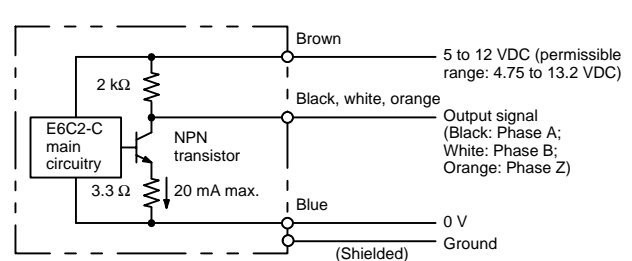 Brown
5 to 12 VDC (permissible
range: 4.75 to 13.2 VDC)
2 kΩ
Black, white, orange
Output signal
(Black: Phase A;
White: Phase B;
Orange: Phase Z)
E6C2-C
main
circuitry
NPN
transistor
3.3 Ω
20 mA max.
Blue
0 V
Ground
(Shielded)